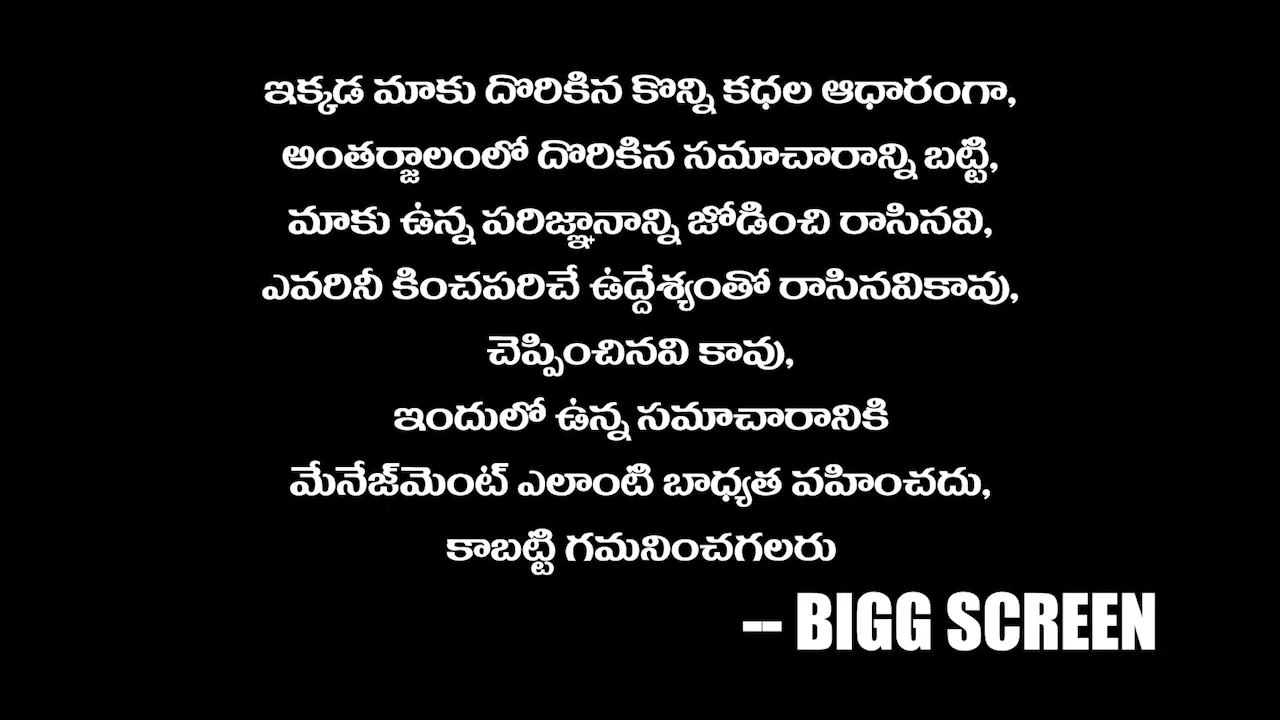 ఇక్కడ మాకు దొరికిన కొన్ని కధల ఆధారంగా,
అంతర్జాలంలో దొరికిన సమాచారాన్ని బట్టి,
మాకు ఉన్న పరిజ్ఞానాన్ని జోడించి రాసినవి,
ఎవరినీ కించపరిచే ఉద్దేశ్యంతో రాసినవికావు,
చెప్పించినవి కావు,
ఇందులో ఉన్న సమాచారానికి
మేనేజ్‌మెంట్ ఎలాంటి బాధ్యత వహించదు,
కాబట్టి గమనించగలరు
-- BIGG SCREEN